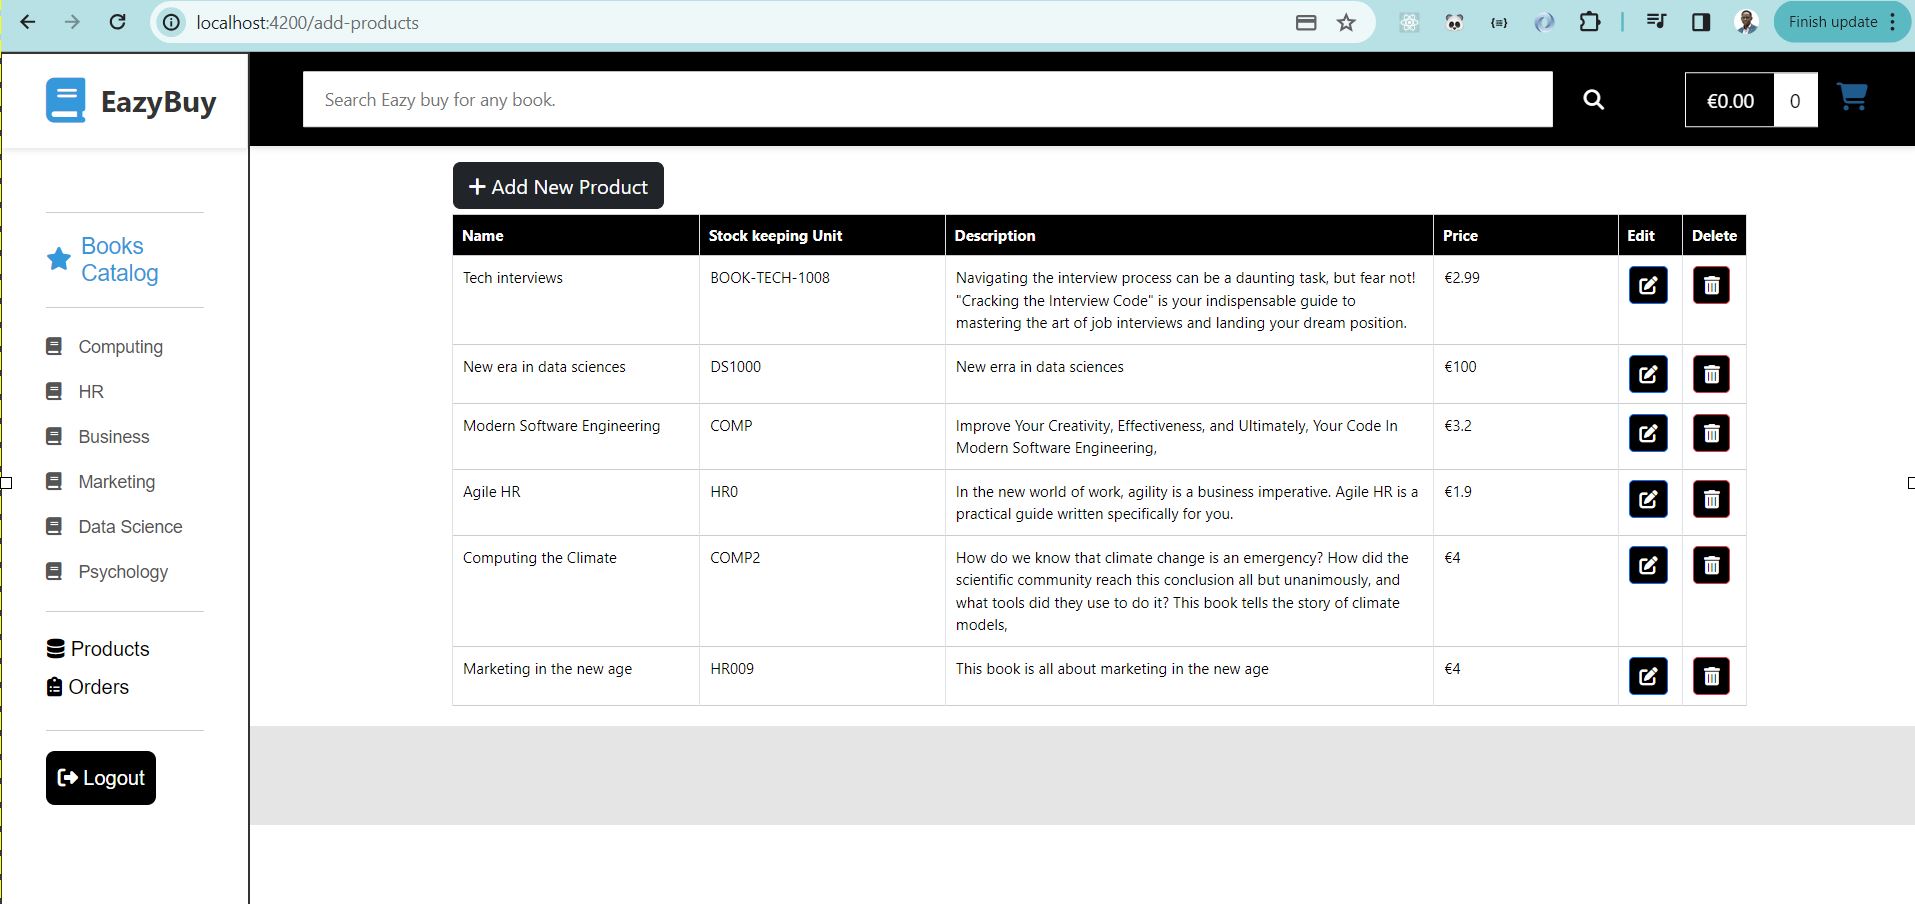 localhost:4200/add-products
Finish update
EazyBuy
Search Eazy buy for any book.
€0.00 0
Books
Catalog
Computing
HR
Business
Marketing
Data Science
Psychology
Products
Orders
Logout
Add New Product
Name Stock keeping Unit Description Price Edit Delete
Tech interviews BOOK-TECH-1008 Navigating the interview process can be a daunting task, but fear not! €2.99
"Cracking the Interview Code" is your indispensable guide to
mastering the art of job interviews and landing your dream position.
New era in data sciences DS1000 New erra in data sciences €100
Modern Software Engineering COMP Improve Your Creativity, Effectiveness, and Ultimately, Your Code In €3.2
Modern Software Engineering,
Agile HR HR0 In the new world of work, agility is a business imperative. Agile HR is a €1.9
practical guide written specifically for you.
Computing the Climate COMP2 How do we know that climate change is an emergency? How did the €4
scientific community reach this conclusion all but unanimously, and
what tools did they use to do it? This book tells the story of climate
models,
Marketing in the new age HR009 This book is all about marketing in the new age €4